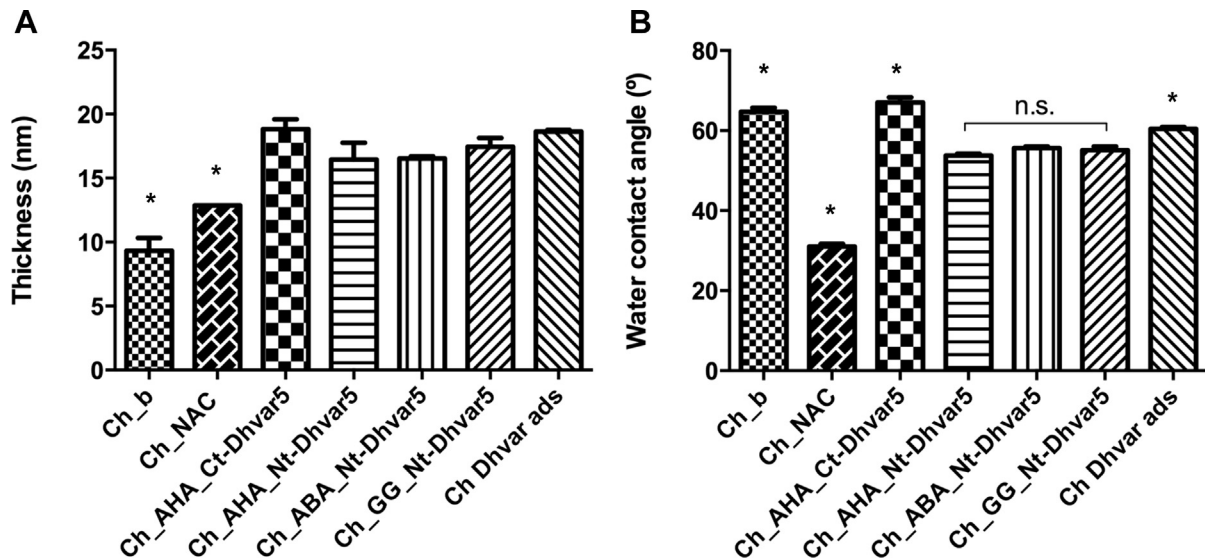 A
Thickness (nm)
25
20
15
10
5
0
*
*
Ch_b
Ch_NAC
Ch_AHA_Ct-Dhvar5
Ch_AHA_Nt-Dhvar5
Ch_ABA_Nt-Dhvar5
Ch_GG_Nt-Dhvar5
Ch Dhvar ads
B
Water contact angle (º)
80
60
40
20
0
*
*
*
n.s.
*
Ch_b
Ch_NAC
Ch_AHA_Ct-Dhvar5
Ch_AHA_Nt-Dhvar5
Ch_ABA_Nt-Dhvar5
Ch_GG_Nt-Dhvar5
Ch Dhvar ads